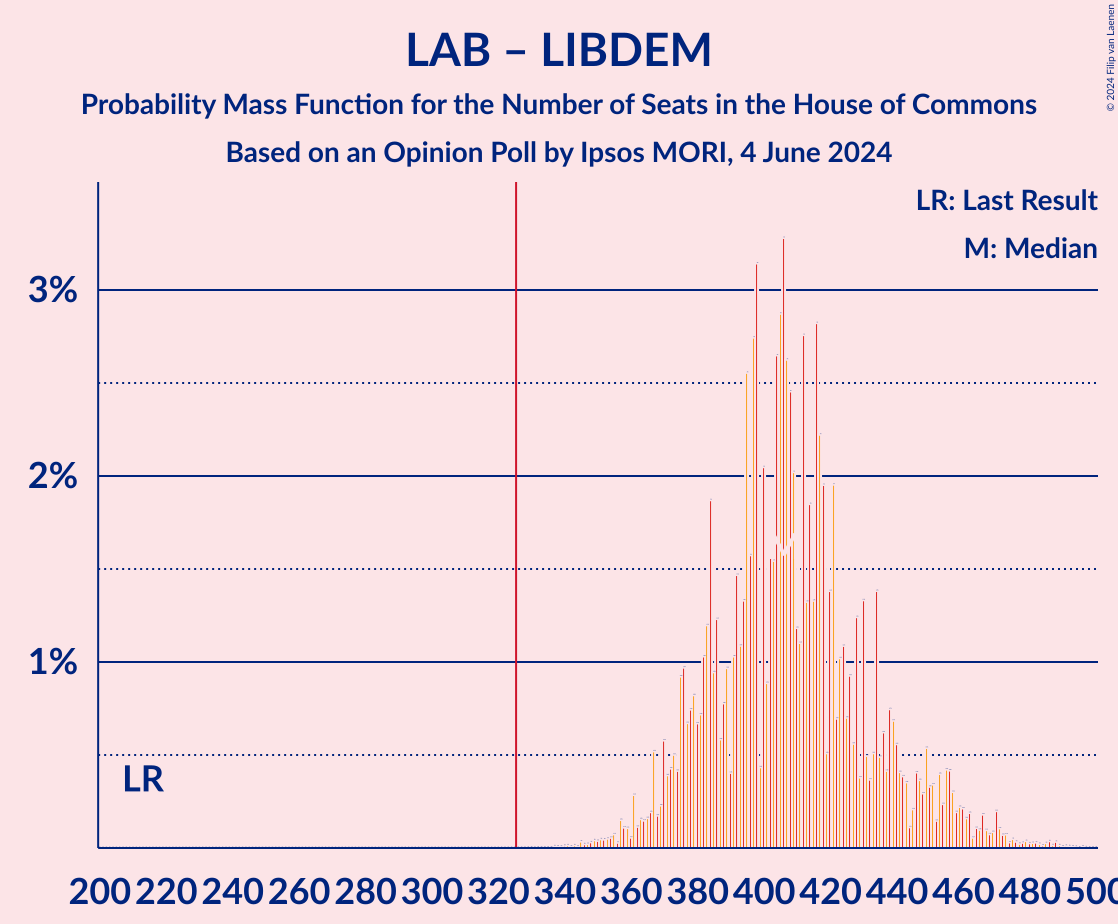 LAB – LIBDEM
Probability Mass Function for the Number of Seats in the House of Commons
Based on an Opinion Poll by Ipsos MORI, 4 June 2024
© 2024 Filip van Laenen
LR: Last Result
M: Median
3%
2%
1%
LR
200 220 240 260 280 300 320 340 360 380 400 420 440 460 480 500